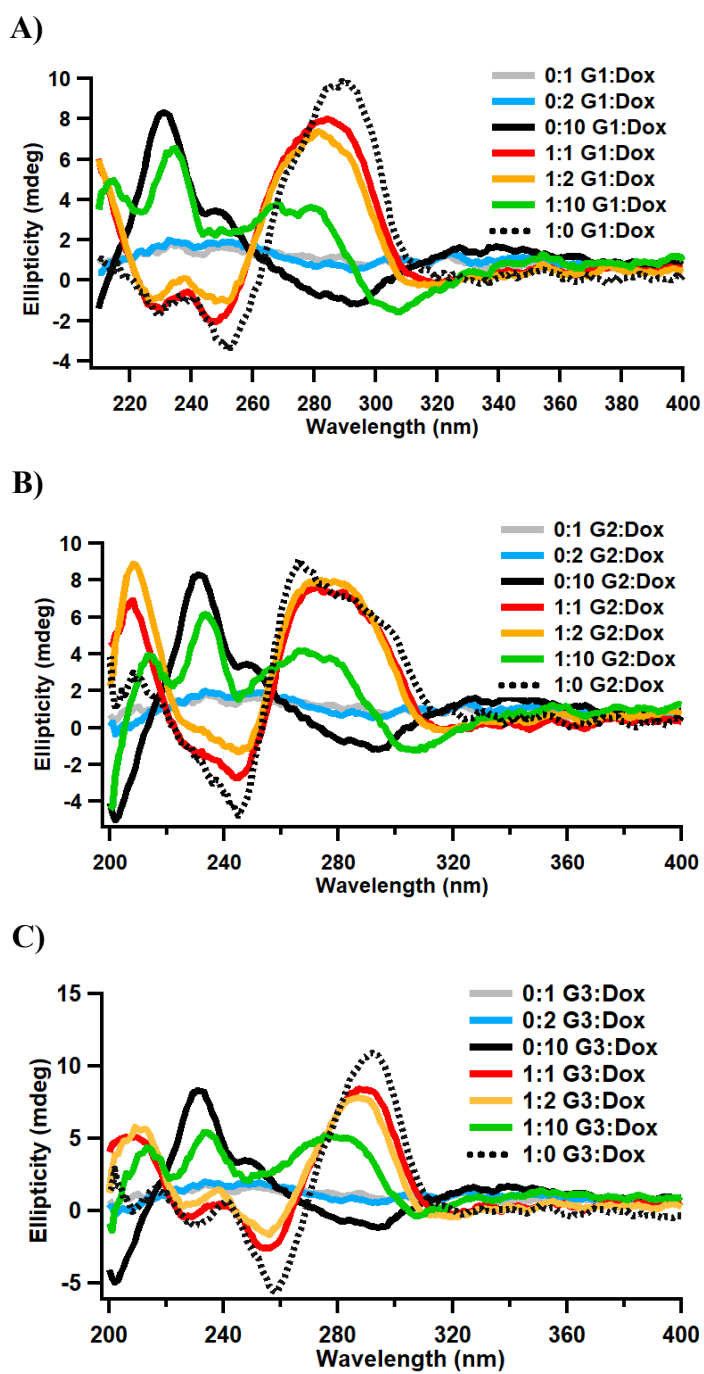 A)
10
8
6
4
2
0
-2
-4
Ellipticity (mdeg)
0:1 G1:Dox
0:2 G1:Dox
0:10 G1:Dox
1:1 G1:Dox
1:2 G1:Dox
1:10 G1:Dox
1:0 G1:Dox
220 240 260 280 300 320 340 360 380 400
Wavelength (nm)
B)
10
8
6
4
2
0
-2
-4
Ellipticity (mdeg)
0:1 G2:Dox
0:2 G2:Dox
0:10 G2:Dox
1:1 G2:Dox
1:2 G2:Dox
1:10 G2:Dox
1:0 G2:Dox
200 240 280 320 360 400
Wavelength (nm)
C)
15
10
5
0
-5
Ellipticity (mdeg)
0:1 G3:Dox
0:2 G3:Dox
0:10 G3:Dox
1:1 G3:Dox
1:2 G3:Dox
1:10 G3:Dox
1:0 G3:Dox
200 240 280 320 360 400
Wavelength (nm)